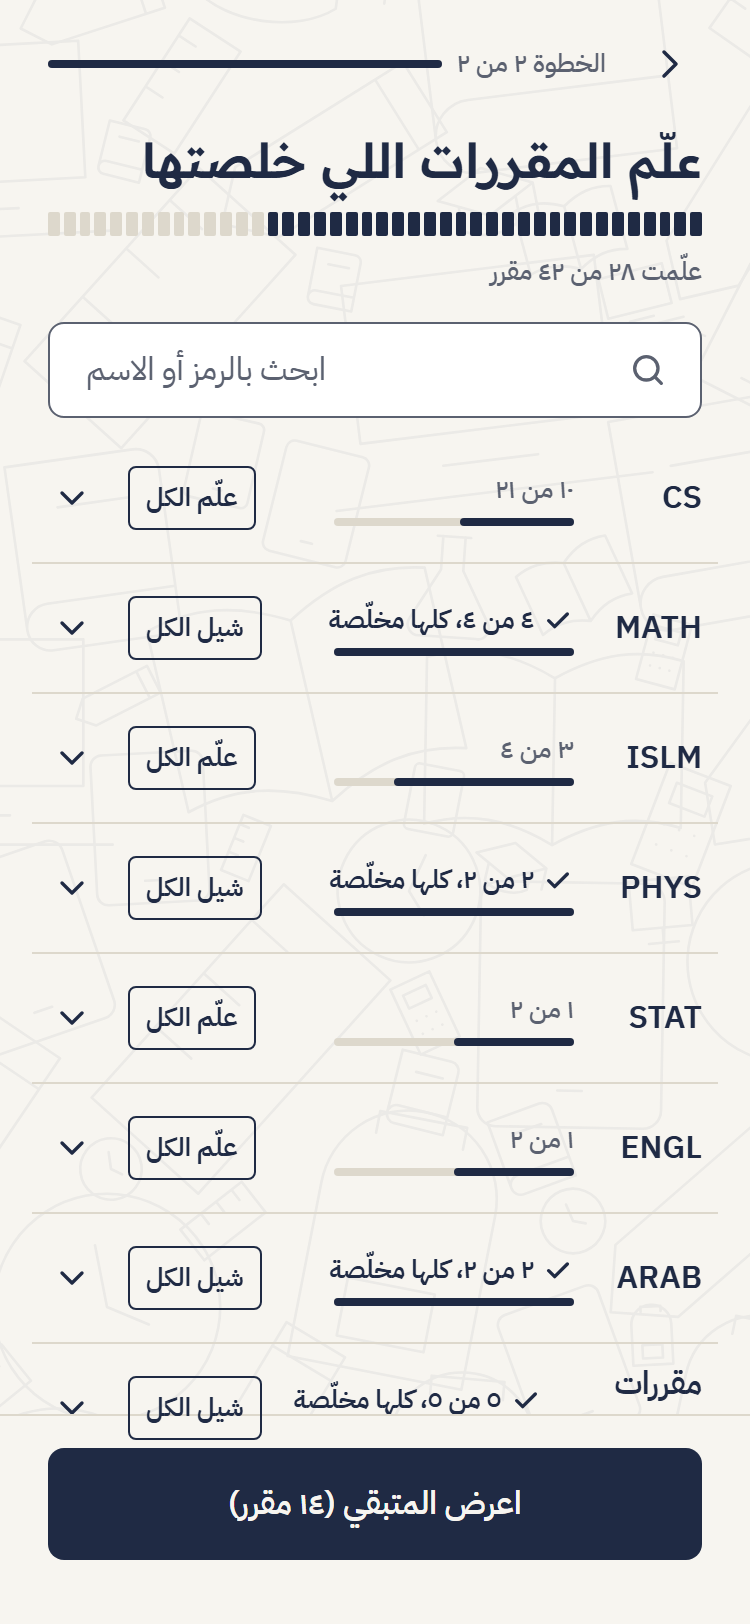 الخطوة ٢ من ٢
علّم المقررات اللي خلصتها
علّمت ٢٨ من ٤٢ مقرر
ابحث بالرمز أو الاسم
CS
١٠ من ٢١
علّم الكل
MATH
٤ من ٤، كلها مخلّصة
شيل الكل
ISLM
٣ من ٤
علّم الكل
PHYS
٢ من ٢، كلها مخلّصة
شيل الكل
STAT
١ من ٢
علّم الكل
ENGL
١ من ٢
علّم الكل
ARAB
٢ من ٢، كلها مخلّصة
شيل الكل
مقررات
٥ من ٥، كلها مخلّصة
شيل الكل
اعرض المتبقي (١٤ مقرر)